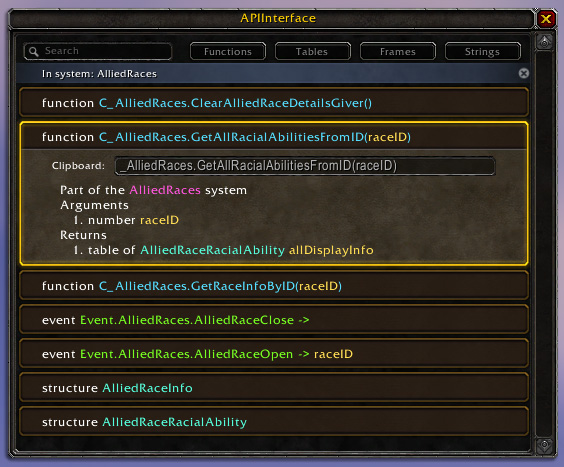 APIInterface
Search
Functions
Tables
Frames
Strings
In system: AlliedRaces
function C_AlliedRaces.ClearAlliedRaceDetailsGiver()
function C_AlliedRaces.GetAllRacialAbilitiesFromID(raceID)
Clipboard: _AlliedRaces.GetAllRacialAbilitiesFromID(raceID)
Part of the AlliedRaces system
Arguments
1. number raceID
Returns
1. table of AlliedRaceRacialAbility allDisplayInfo
function C_AlliedRaces.GetRaceInfoByID(raceID)
event Event.AlliedRaces.AlliedRaceClose ->
event Event.AlliedRaces.AlliedRaceOpen -> raceID
structure AlliedRaceInfo
structure AlliedRaceRacialAbility